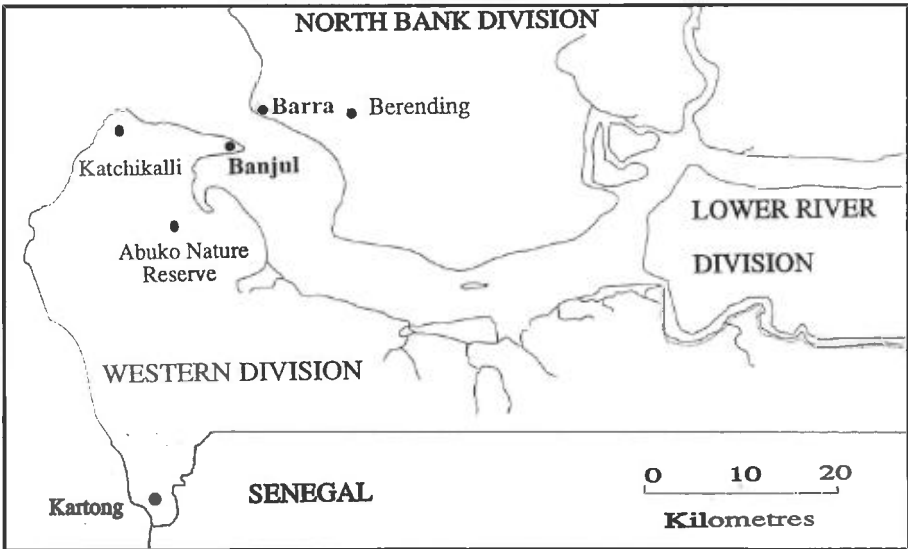 NORTH BANK DIVISION
Barra
Berending
Katchikalli
Banjul
LOWER RIVER
DIVISION
Abuko Nature
Reserve
WESTERN DIVISION
0 10 20
Kilometres
Kartong
SENEGAL